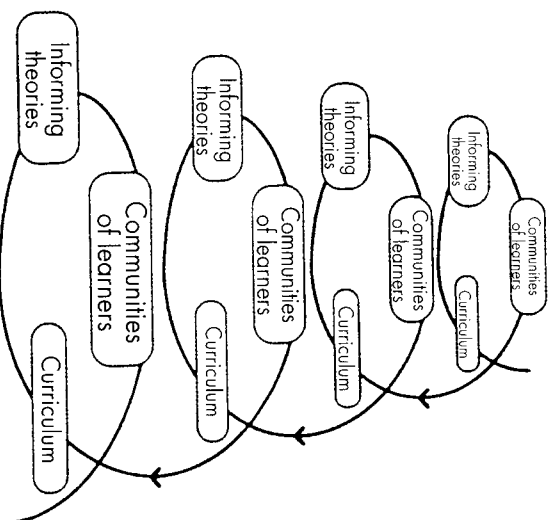 Communities
of learners
Informing
theories
Curriculum
Communities
of learners
Informing
theories
Curriculum
Communities
of learners
Informing
theories
Curriculum
Communities
of learners
Informing
theories
Curriculum